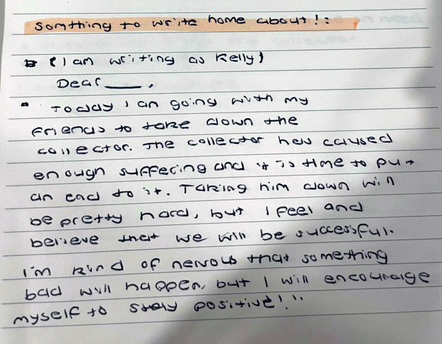 somthing to write home about!:
(I am writing as Kelly)
Dear ____,
Today I an going with my
friends to take down the
collector. The collector has caused
enough suffering and it is time to put
an end to it. Taking him down will
be pretty hard, but I feel and
believe that we will be successful.
I'm kind of nervous that something
bad will happen, but I will encourage
myself to stay positive!!